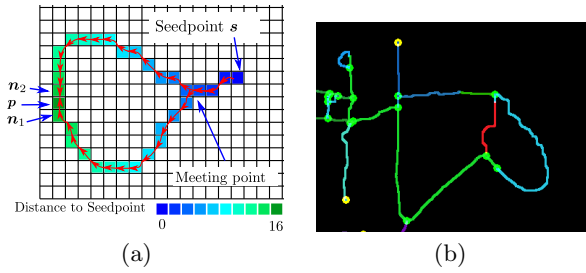 Seedpoint s
n2
p
n1
Meeting point
Distance to Seedpoint
0 16
(a) (b)